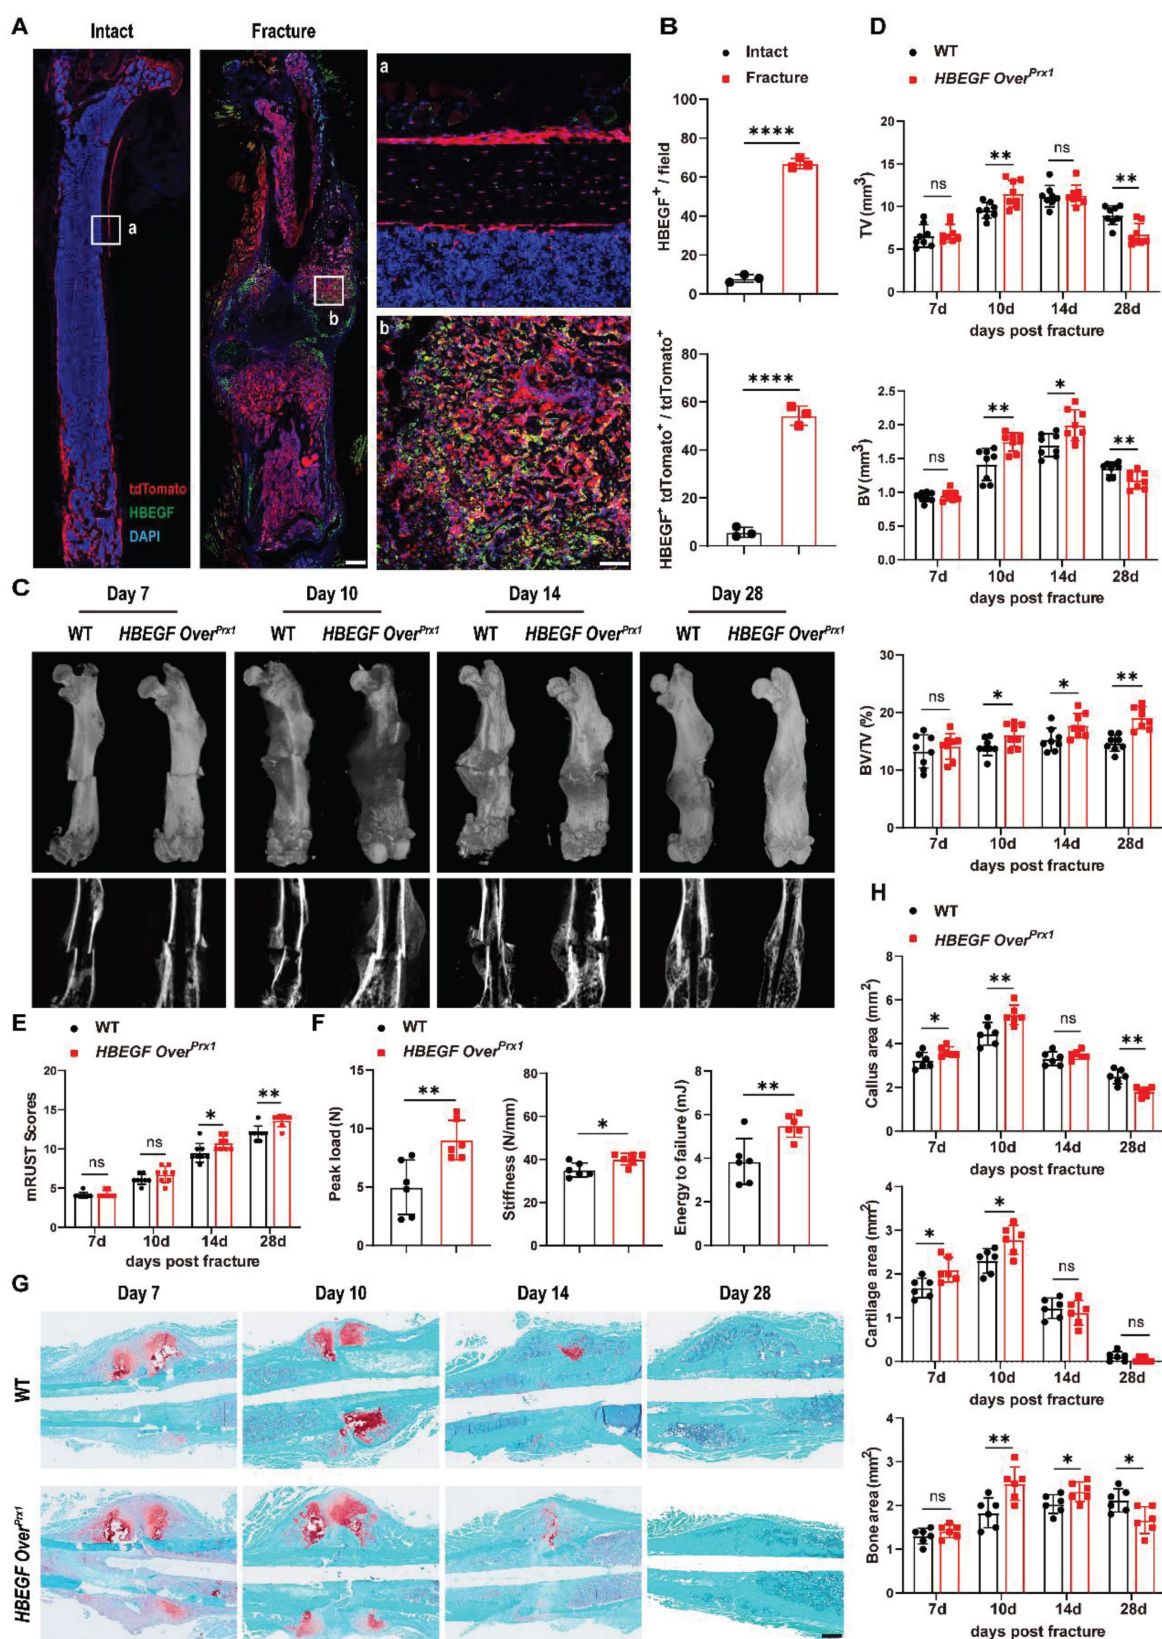 A
Intact
Fracture
a
b
tdTomato
HBEGF
DAPI
a
b
B
Intact
Fracture
HBEGF⁺ / field
100
80
60
40
20
0
****
HBEGF⁺ tdTomato⁺ / tdTomato⁺
80
60
40
20
0
****
D
WT
HBEGF Over^Prx1
TV (mm³)
20
15
10
5
0
ns
**
ns
**
7d
10d
14d
28d
days post fracture
BV (mm³)
2.5
2.0
1.5
1.0
0.5
0.0
ns
**
*
**
7d
10d
14d
28d
days post fracture
BV/TV (%)
30
20
10
0
ns
*
*
**
7d
10d
14d
28d
days post fracture
C
Day 7
Day 10
Day 14
Day 28
WT
HBEGF Over^Prx1
WT
HBEGF Over^Prx1
WT
HBEGF Over^Prx1
WT
HBEGF Over^Prx1
E
WT
HBEGF Over^Prx1
mRUST Scores
20
15
10
5
0
ns
ns
*
**
7d
10d
14d
28d
days post fracture
F
WT
HBEGF Over^Prx1
Peak load (N)
15
10
5
0
**
Stiffness (N/mm)
80
60
40
20
0
*
Energy to failure (mJ)
8
6
4
2
0
**
G
Day 7
Day 10
Day 14
Day 28
WT
HBEGF Over^Prx1
H
WT
HBEGF Over^Prx1
Callus area (mm²)
8
6
4
2
0
*
**
ns
**
7d
10d
14d
28d
days post fracture
Cartilage area (mm²)
4
3
2
1
0
*
*
ns
ns
7d
10d
14d
28d
days post fracture
Bone area (mm²)
4
3
2
1
0
ns
**
*
*
7d
10d
14d
28d
days post fracture